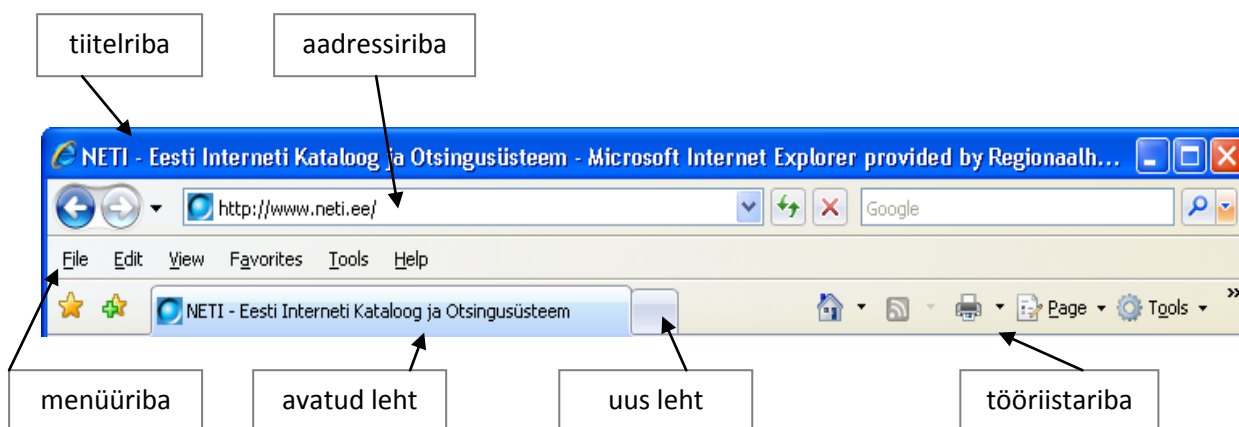 tiitelriba aadressiriba
NETI - Eesti Interneti Kataloog ja Otsingusüsteem - Microsoft Internet Explorer provided by Regionaalh...
http://www.neti.ee/ Google
File Edit View Favorites Tools Help
NETI - Eesti Interneti Kataloog ja Otsingusüsteem Page Tools »
menüüriba avatud leht uus leht tööriistariba